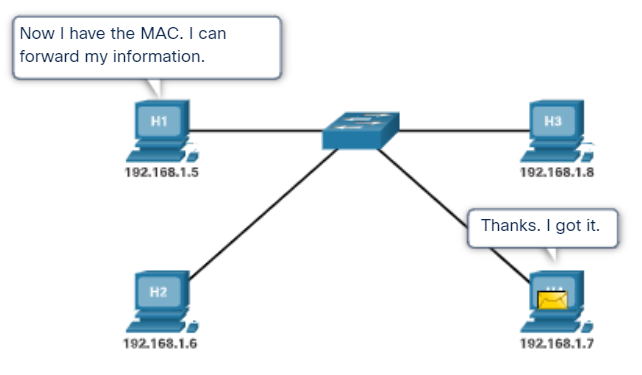 Now I have the MAC. I can
forward my information.
H1
H3
192.168.1.5
192.168.1.8
Thanks. I got it.
H2
192.168.1.6
192.168.1.7